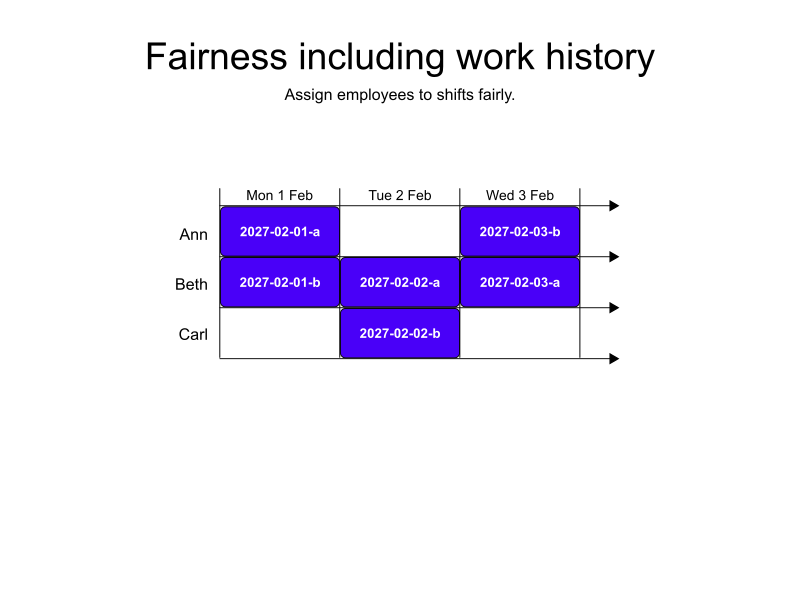 Fairness including work history
Assign employees to shifts fairly.
Mon 1 Feb Tue 2 Feb Wed 3 Feb
Ann 2027-02-01-a 2027-02-03-b
Beth 2027-02-01-b 2027-02-02-a 2027-02-03-a
Carl 2027-02-02-b